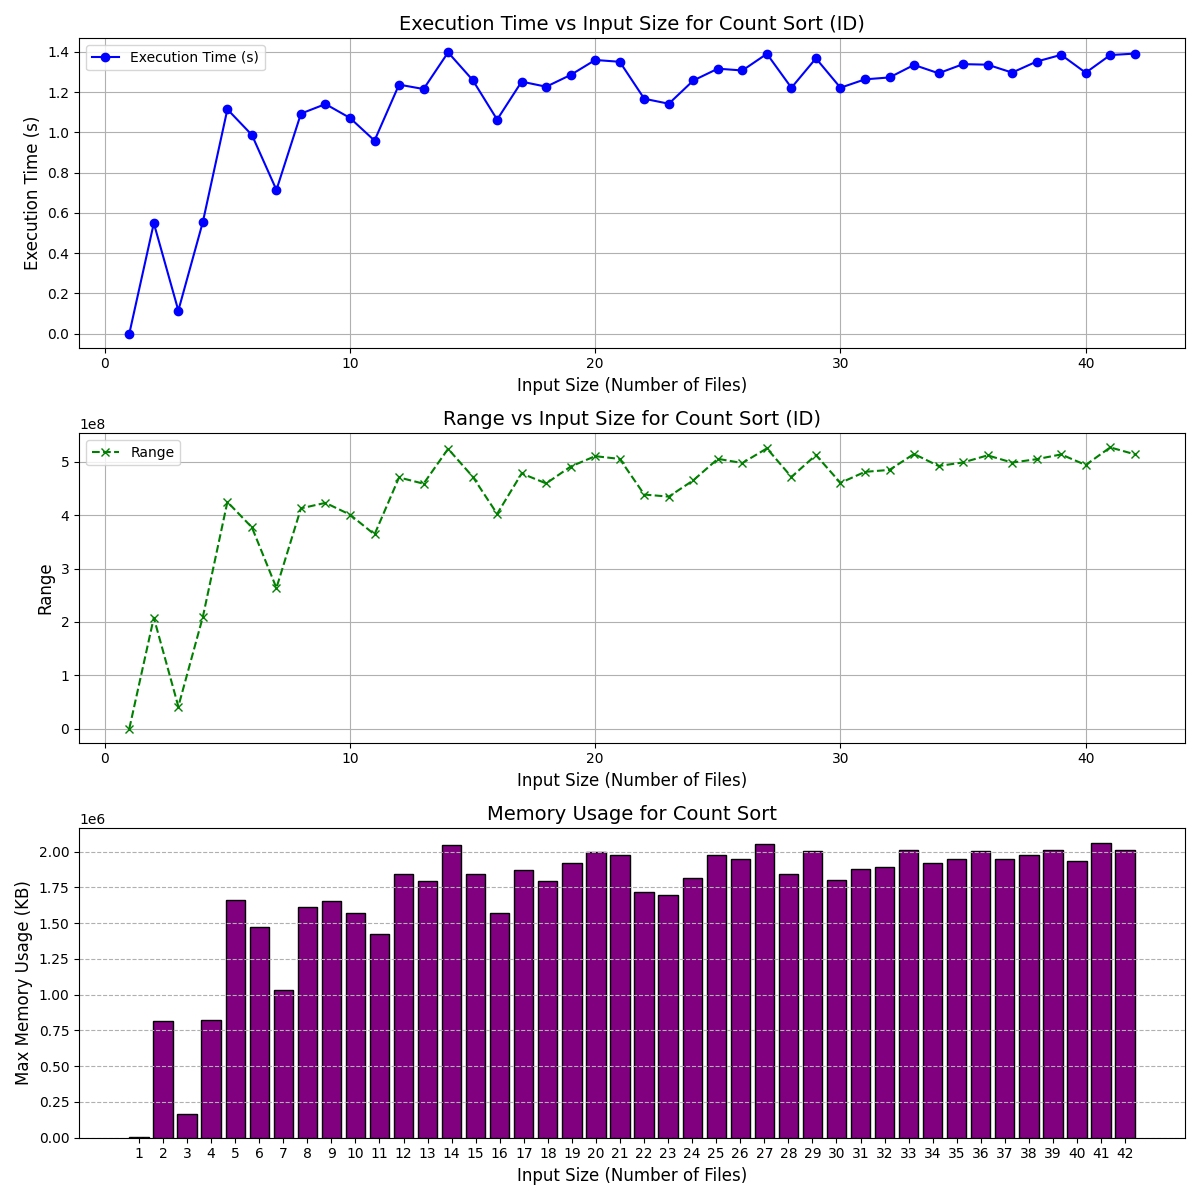 Execution Time vs Input Size for Count Sort (ID)
Execution Time (s)
1.4
1.2
1.0
0.8
0.6
0.4
0.2
0.0
Execution Time (s)
0 10 20 30 40
Input Size (Number of Files)
Range vs Input Size for Count Sort (ID)
1e8
Range
5
4
3
2
1
0
Range
0 10 20 30 40
Input Size (Number of Files)
Memory Usage for Count Sort
1e6
2.00
1.75
1.50
1.25
1.00
0.75
0.50
0.25
0.00
Max Memory Usage (KB)
1 2 3 4 5 6 7 8 9 10 11 12 13 14 15 16 17 18 19 20 21 22 23 24 25 26 27 28 29 30 31 32 33 34 35 36 37 38 39 40 41 42
Input Size (Number of Files)